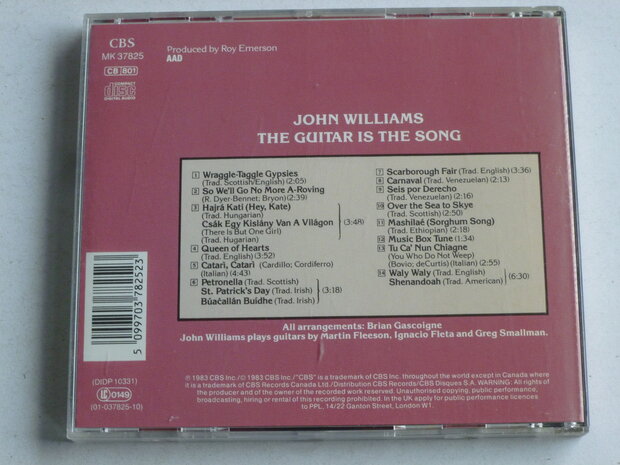 CBS
MK 37825
CB 801
COMPACT
disc
DIGITAL AUDIO
Produced by Roy Emerson
AAD
JOHN WILLIAMS
THE GUITAR IS THE SONG
1 Wraggle-Taggle Gypsies
(Trad. Scottish/English) (2:05)
2 So We'll Go No More A-Roving
(R. Dyer-Bennet; Bryon) (2:39)
3 Hajrá Kati (Hey, Kate)
(Trad. Hungarian)
Csák Egy Kislány Van A Világon
(There Is But One Girl)
Trad. Hugarian)
(3:48)
4 Queen of Hearts
(Trad. English) (3:52)
5 Catari, Catari (Cardillo; Cordiferro)
(Italian) (4:43)
6 Petronella (Trad. Scottish)
St. Patrick's Day (Trad. Irish)
Búacallán Buidhe (Trad. Irish)
(3:18)
7 Scarborough Fair (Trad. English) (3:36)
8 Carnaval (Trad. Venezuelan) (2:13)
9 Seis por Derecho
(Trad. Venezuelan) (2:16)
10 Over the Sea to Skye
(Trad. Scottish) (2:50)
11 Mashilaé (Sorghum Song)
(Trad. Ethiopian) (2:18)
12 Music Box Tune (1:34)
13 Tu Ca' Nun Chiagne
(You Who Do Not Weep)
(Bovio; deCurtis) (Italian) (2:55)
14 Waly Waly (Trad. English)
Shenandoah (Trad. American)
(6:30)
All arrangements: Brian Gascoigne
John Williams plays guitars by Martin Fleeson, Ignacio Fleta and Greg Smallman.
5 099703 782523
(DIDP 10331)
LC 0149
(01-037825-10)
℗ 1983 CBS Inc./© 1983 CBS Inc./"CBS" is a trademark of CBS Inc. throughout the world except in Canada where
it is a trademark of CBS Records Canada Ltd./Distribution CBS Records/CBS Disques S.A. WARNING: All rights of
the producer and of the owner of the recorded work reserved. Unauthorised copying, public performance,
broadcasting, hiring or rental of this recording prohibited. In the UK apply for public performance licences
to PPL, 14/22 Ganton Street, London W1.